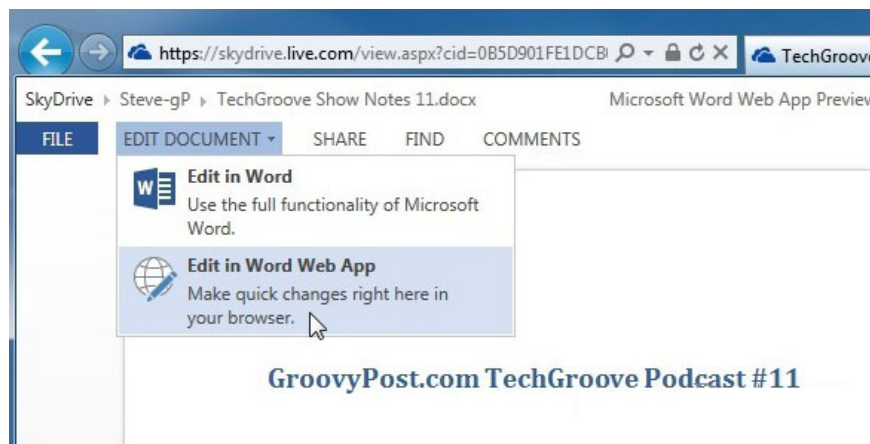 https://skydrive.live.com/view.aspx?cid=0B5D901FE1DCB
TechGroove
SkyDrive Steve-gP TechGroove Show Notes 11.docx Microsoft Word Web App Preview
FILE EDIT DOCUMENT SHARE FIND COMMENTS
W
Edit in Word
Use the full functionality of Microsoft
Word.
Edit in Word Web App
Make quick changes right here in
your browser.
GroovyPost.com TechGroove Podcast #11